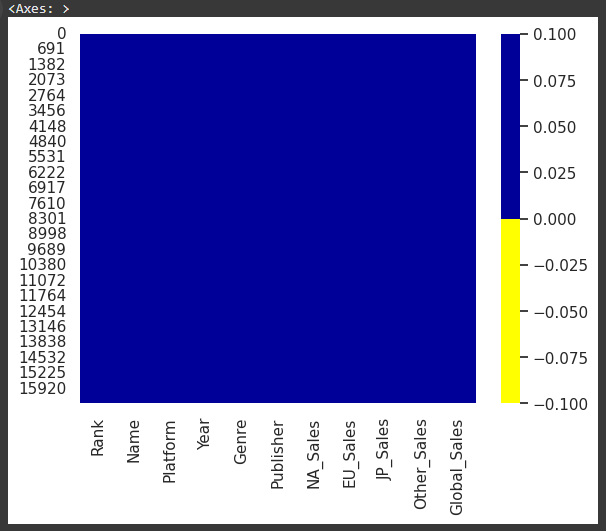 <Axes: >
0
691
1382
2073
2764
3456
4148
4840
5531
6222
6917
7610
8301
8998
9689
10380
11072
11764
12454
13146
13838
14532
15225
15920
0.100
0.075
0.050
0.025
0.000
−0.025
−0.050
−0.075
−0.100
Rank
Name
Platform
Year
Genre
Publisher
NA_Sales
EU_Sales
JP_Sales
Other_Sales
Global_Sales